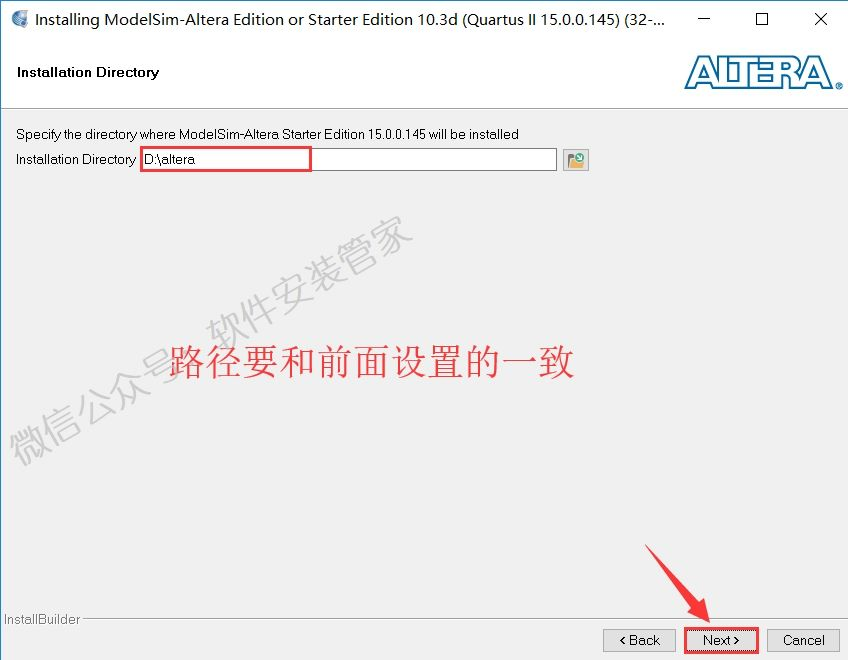 Installing ModelSim-Altera Edition or Starter Edition 10.3d (Quartus II 15.0.0.145) (32-...
Installation Directory
ALTERA®
Specify the directory where ModelSim-Altera Starter Edition 15.0.0.145 will be installed
Installation Directory D:\altera
微信公众号 软件安装管家
路径要和前面设置的一致
InstallBuilder
< Back Next > Cancel